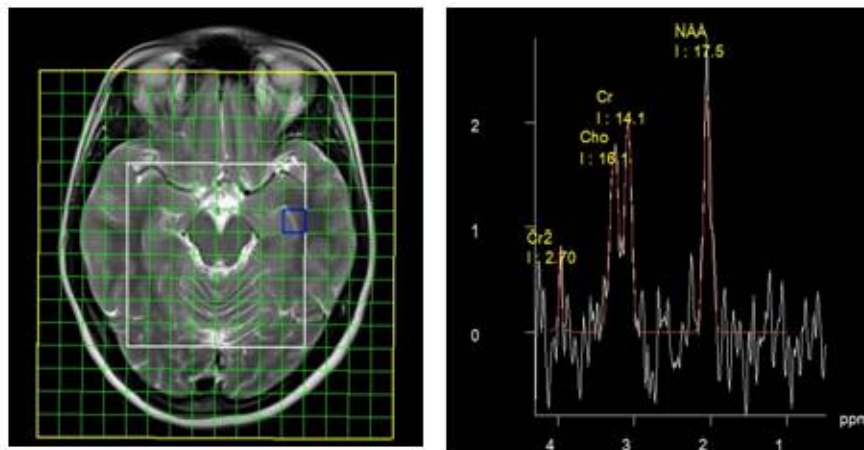 NAA
I : 17.5
Cr
I : 14.1
Cho
I : 16.1
Cr2
I : 2.70
2
1
0
4 3 2 1
ppm